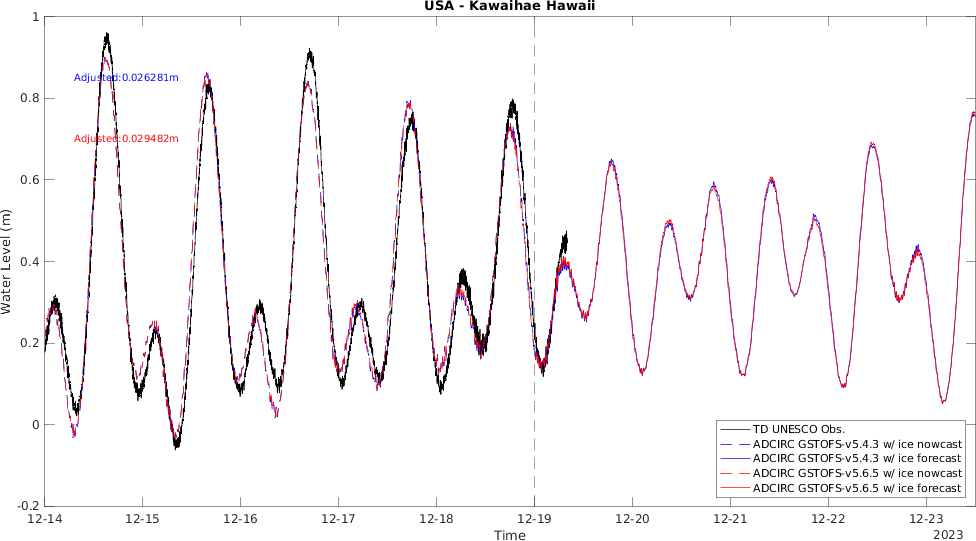 USA - Kawaihae Hawaii
1
0.8
0.6
0.4
0.2
0
-0.2
Water Level (m)
Adjusted:0.026281m
Adjusted:0.029482m
TD UNESCO Obs.
ADCIRC GSTOFS-v5.4.3 w/ ice nowcast
ADCIRC GSTOFS-v5.4.3 w/ ice forecast
ADCIRC GSTOFS-v5.6.5 w/ ice nowcast
ADCIRC GSTOFS-v5.6.5 w/ ice forecast
12-14 12-15 12-16 12-17 12-18 12-19 12-20 12-21 12-22 12-23
Time
2023